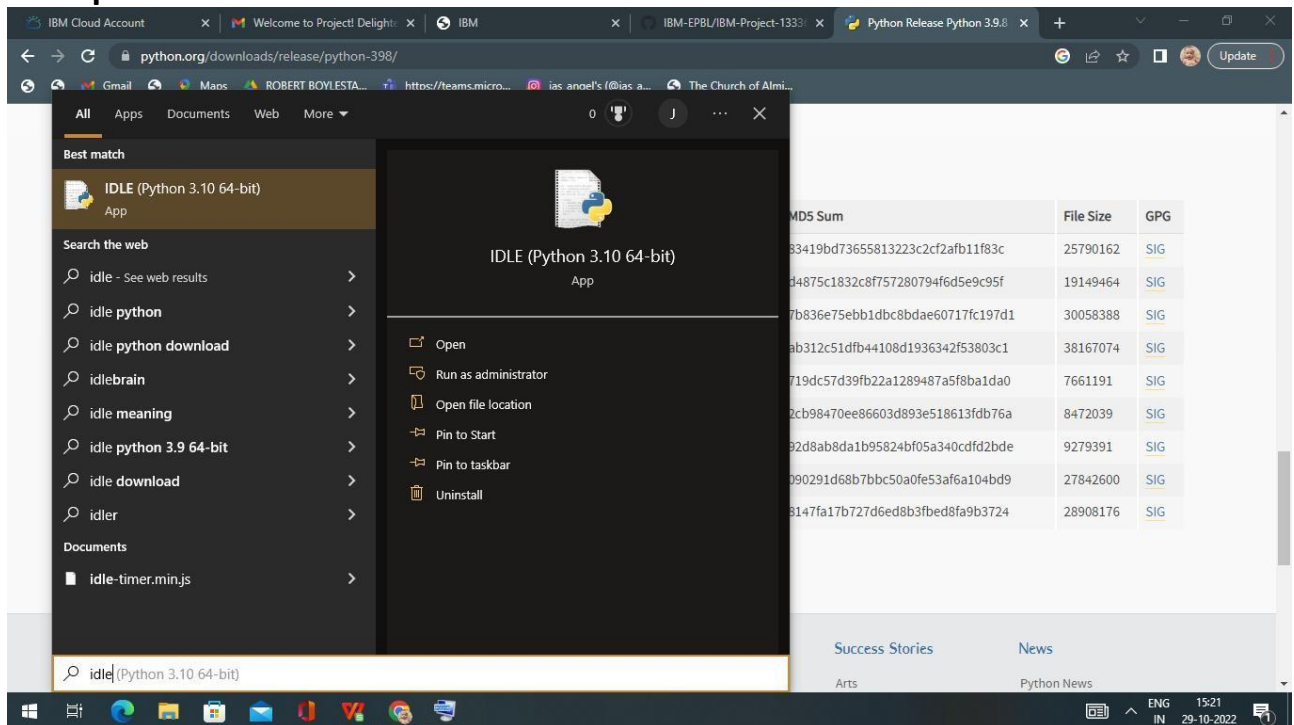 IBM Cloud Account
Welcome to Project! Delighte
IBM
IBM-EPBL/IBM-Project-1333
Python Release Python 3.9.8
python.org/downloads/release/python-398/
Update
Gmail
Maps
ROBERT BOYLESTA...
https://teams.micro...
jas angel's (@jas_a...
The Church of Almi...
All Apps Documents Web More
0
J
Best match
IDLE (Python 3.10 64-bit)
App
Search the web
idle - See web results
idle python
idle python download
idlebrain
idle meaning
idle python 3.9 64-bit
idle download
idler
Documents
idle-timer.min.js
idle (Python 3.10 64-bit)
IDLE (Python 3.10 64-bit)
App
Open
Run as administrator
Open file location
Pin to Start
Pin to taskbar
Uninstall
MD5 Sum File Size GPG
83419bd73655813223c2cf2afb11f83c 25790162 SIG
d4875c1832c8f757280794f6d5e9c95f 19149464 SIG
7b836e75ebb1dbc8bdae60717fc197d1 30058388 SIG
ab312c51dfb44108d1936342f53803c1 38167074 SIG
719dc57d39fb22a1289487a5f8ba1da0 7661191 SIG
2cb98470ee86603d893e518613fdb76a 8472039 SIG
92d8ab8da1b95824bf05a340cdfd2bde 9279391 SIG
090291d68b7bbc50a0fe53af6a104bd9 27842600 SIG
8147fa17b727d6ed8b3fbed8fa9b3724 28908176 SIG
Success Stories News
Arts Python News
ENG
IN
15:21
29-10-2022